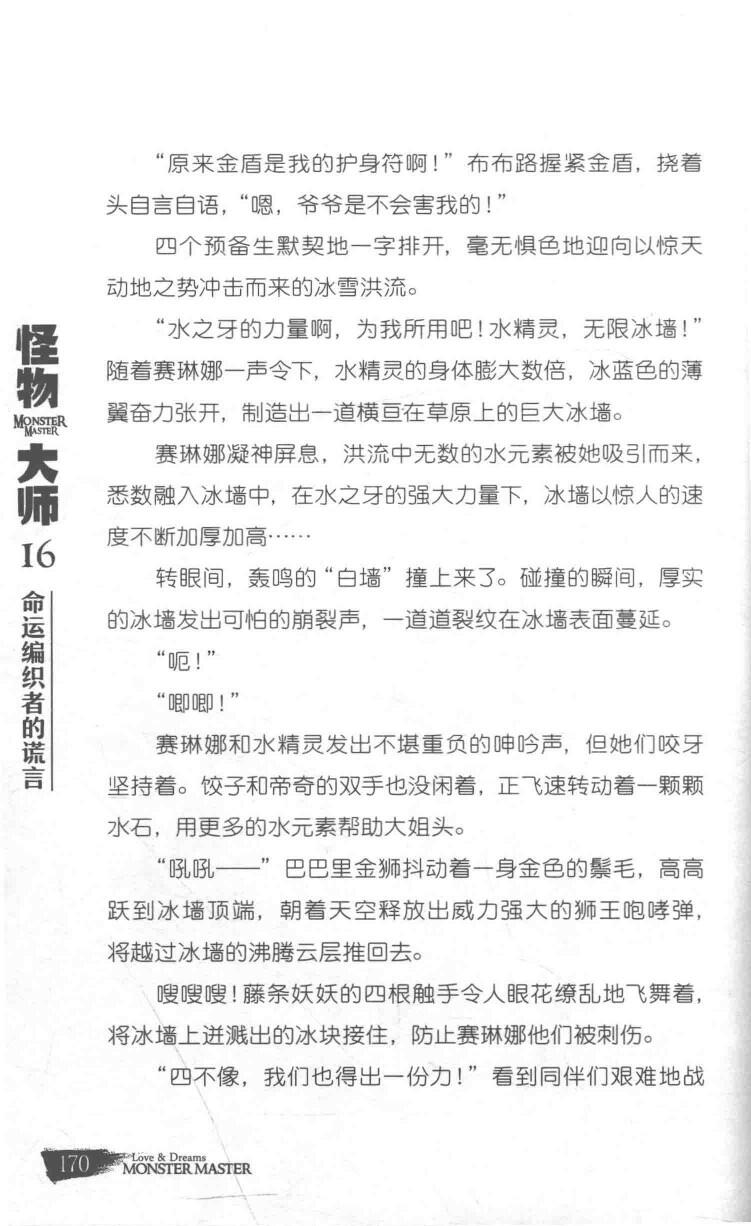 “原来金盾是我的护身符啊！”布布路握紧金盾，挠着
头自言自语，“嗯，爷爷是不会害我的！”
四个预备生默契地一字排开，毫无惧色地迎向以惊天
动地之势冲击而来的冰雪洪流。
“水之牙的力量啊，为我所用吧！水精灵，无限冰墙！”
随着赛琳娜一声令下，水精灵的身体膨大数倍，冰蓝色的薄
翼奋力张开，制造出一道横亘在草原上的巨大冰墙。
赛琳娜凝神屏息，洪流中无数的水元素被她吸引而来，
悉数融入冰墙中，在水之牙的强大力量下，冰墙以惊人的速
度不断加厚加高……
转眼间，轰鸣的“白墙”撞上来了。碰撞的瞬间，厚实
的冰墙发出可怕的崩裂声，一道道裂纹在冰墙表面蔓延。
“呃！”
“唧唧！”
赛琳娜和水精灵发出不堪重负的呻吟声，但她们咬牙
坚持着。饺子和帝奇的双手也没闲着，正飞速转动着一颗颗
水石，用更多的水元素帮助大姐头。
“吼吼——”巴巴里金狮抖动着一身金色的鬃毛，高高
跃到冰墙顶端，朝着天空释放出威力强大的狮王咆哮弹，
将越过冰墙的沸腾云层推回去。
嗖嗖嗖！藤条妖妖的四根触手令人眼花缭乱地飞舞着，
将冰墙上迸溅出的冰块接住，防止赛琳娜他们被刺伤。
“四不像，我们也得出一份力！”看到同伴们艰难地战
怪物
MONSTER
MASTER
大师
16
命运编织者的谎言
170
Love & Dreams
MONSTER MASTER